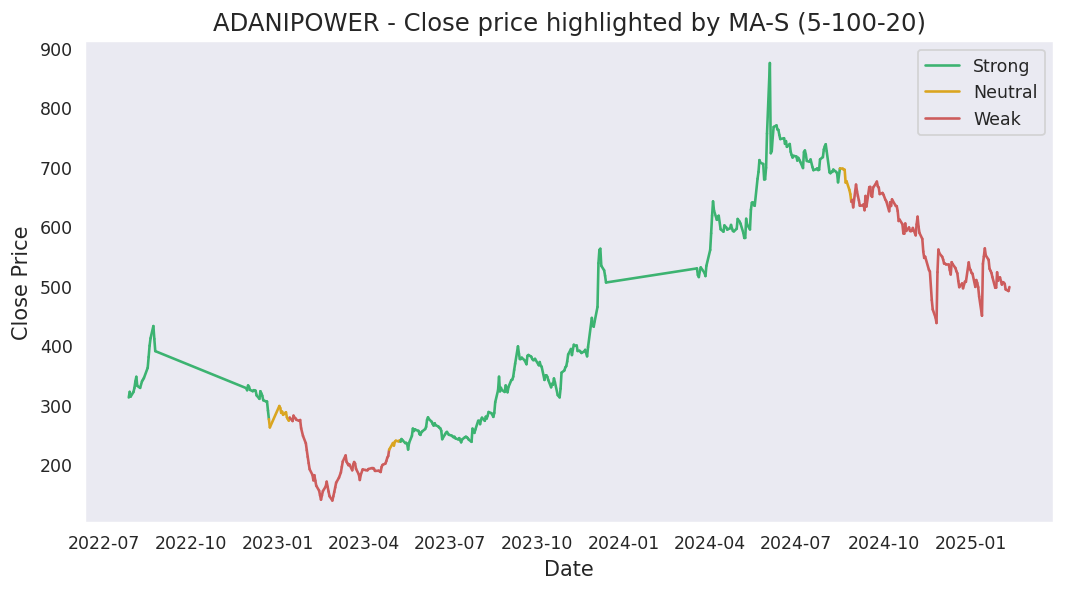 ADANIPOWER - Close price highlighted by MA-S (5-100-20)
Strong
Neutral
Weak
Close Price
900
800
700
600
500
400
300
200
2022-07 2022-10 2023-01 2023-04 2023-07 2023-10 2024-01 2024-04 2024-07 2024-10 2025-01
Date